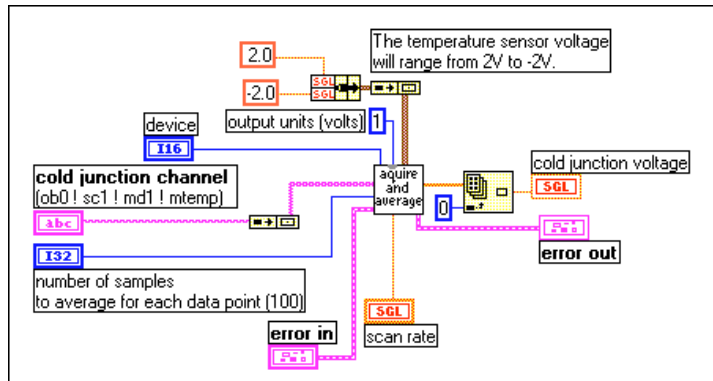 2.0
The temperature sensor voltage
will range from 2V to -2V.
SGL
SGL
-2.0
device
output units (volts)
1
I16
cold junction channel
(ob0 ! sc1 ! md1 ! mtemp)
aquire
and
average
cold junction voltage
SGL
abc
0
I32
error out
number of samples
to average for each data point (100)
SGL
error in
scan rate